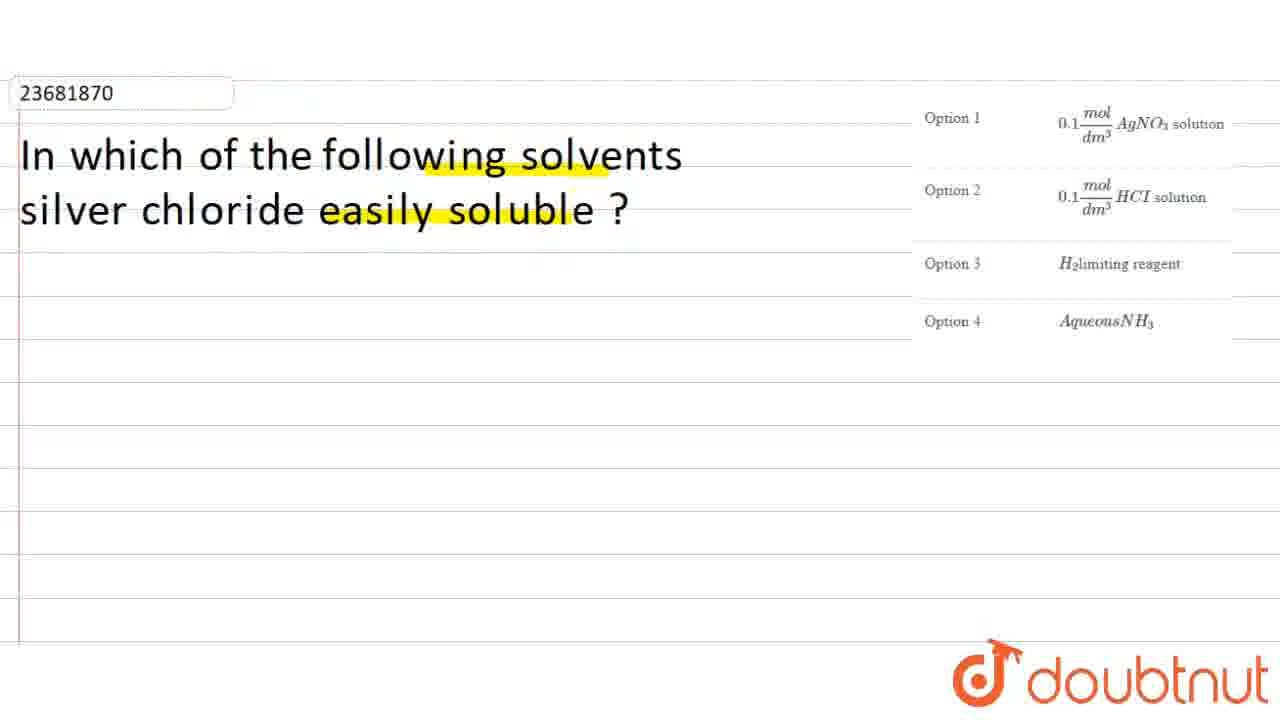 23681870
In which of the following solvents
silver chloride easily soluble ?
Option 1 0.1 mol/dm³ AgNO₃ solution
Option 2 0.1 mol/dm³ HCI solution
Option 3 H₂limiting reagent
Option 4 AqueousNH₃
doubtnut